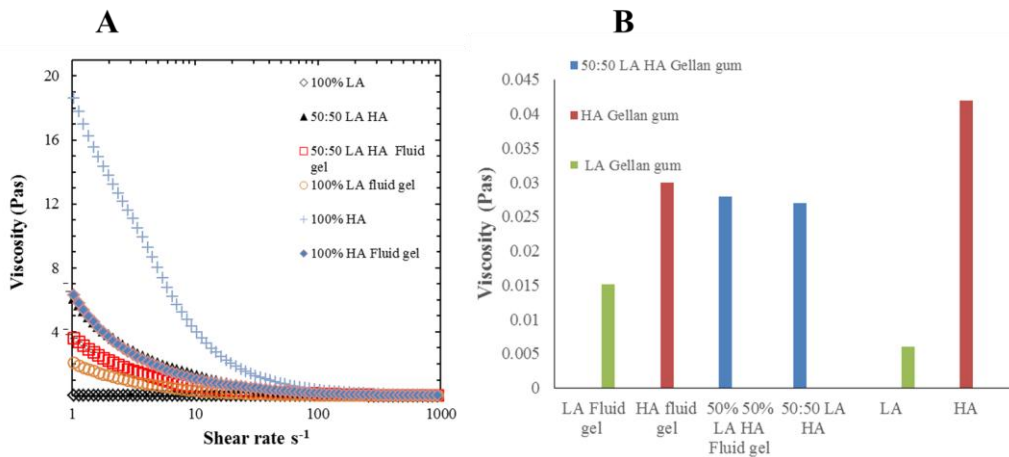 A
B
20
16
12
8
4
Viscosity (Pas)
1
10
100
1000
Shear rate s-1
100% LA
50:50 LA HA
50:50 LA HA Fluid
gel
100% LA fluid gel
100% HA
100% HA Fluid gel
0.045
0.04
0.035
0.03
0.025
0.02
0.015
0.01
0.005
0
Viscosity (Pas)
50:50 LA HA Gellan gum
HA Gellan gum
LA Gellan gum
LA Fluid
gel
HA fluid
gel
50% 50%
LA HA
Fluid gel
50:50 LA
HA
LA
HA